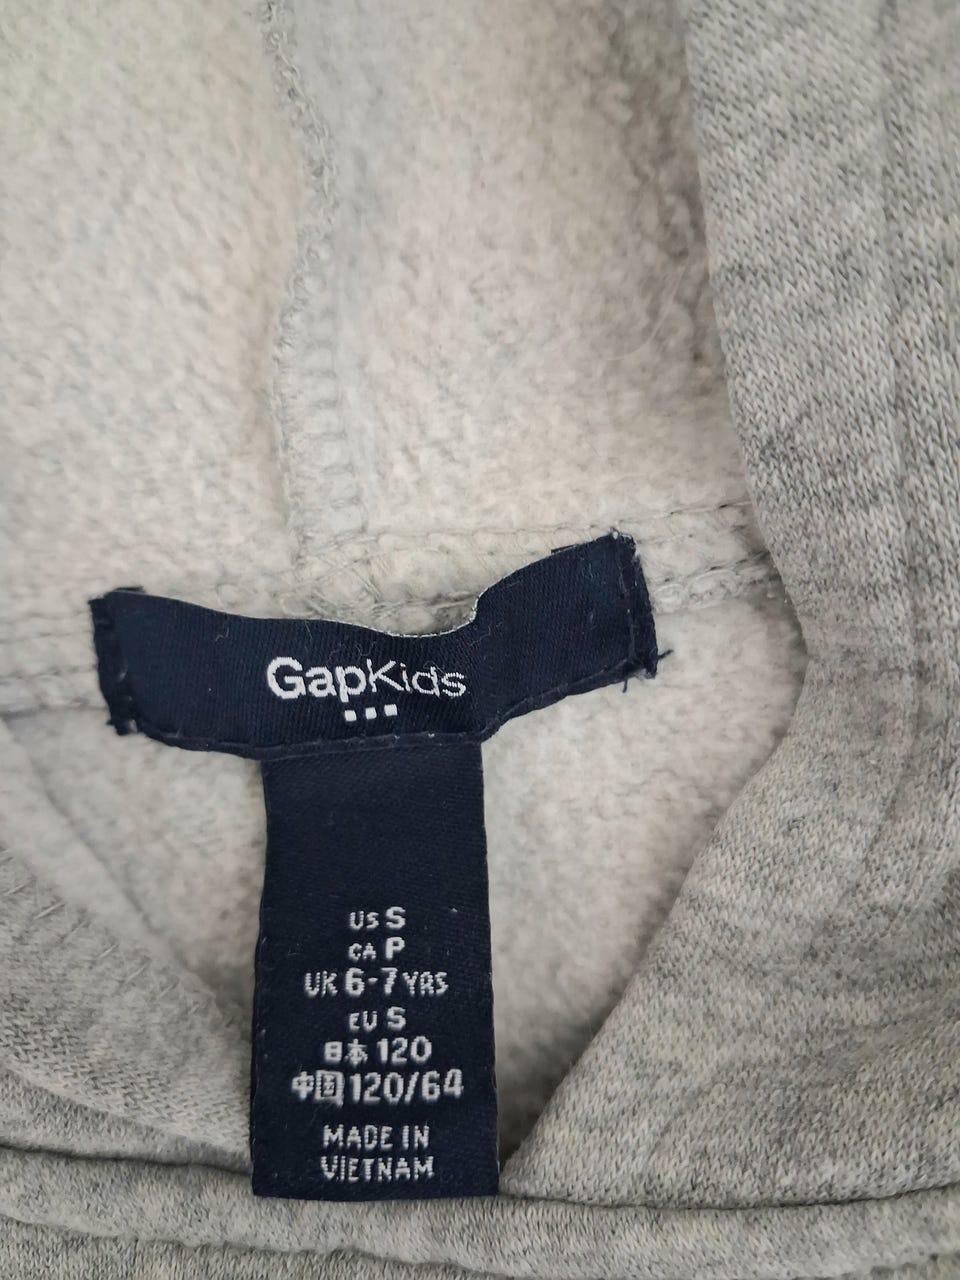 GapKids
US S
CA P
UK 6-7 YRS
EU S
日本 120
中国 120/64
MADE IN
VIETNAM